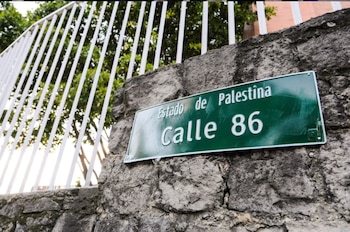 Estado de Palestina
Calle 86